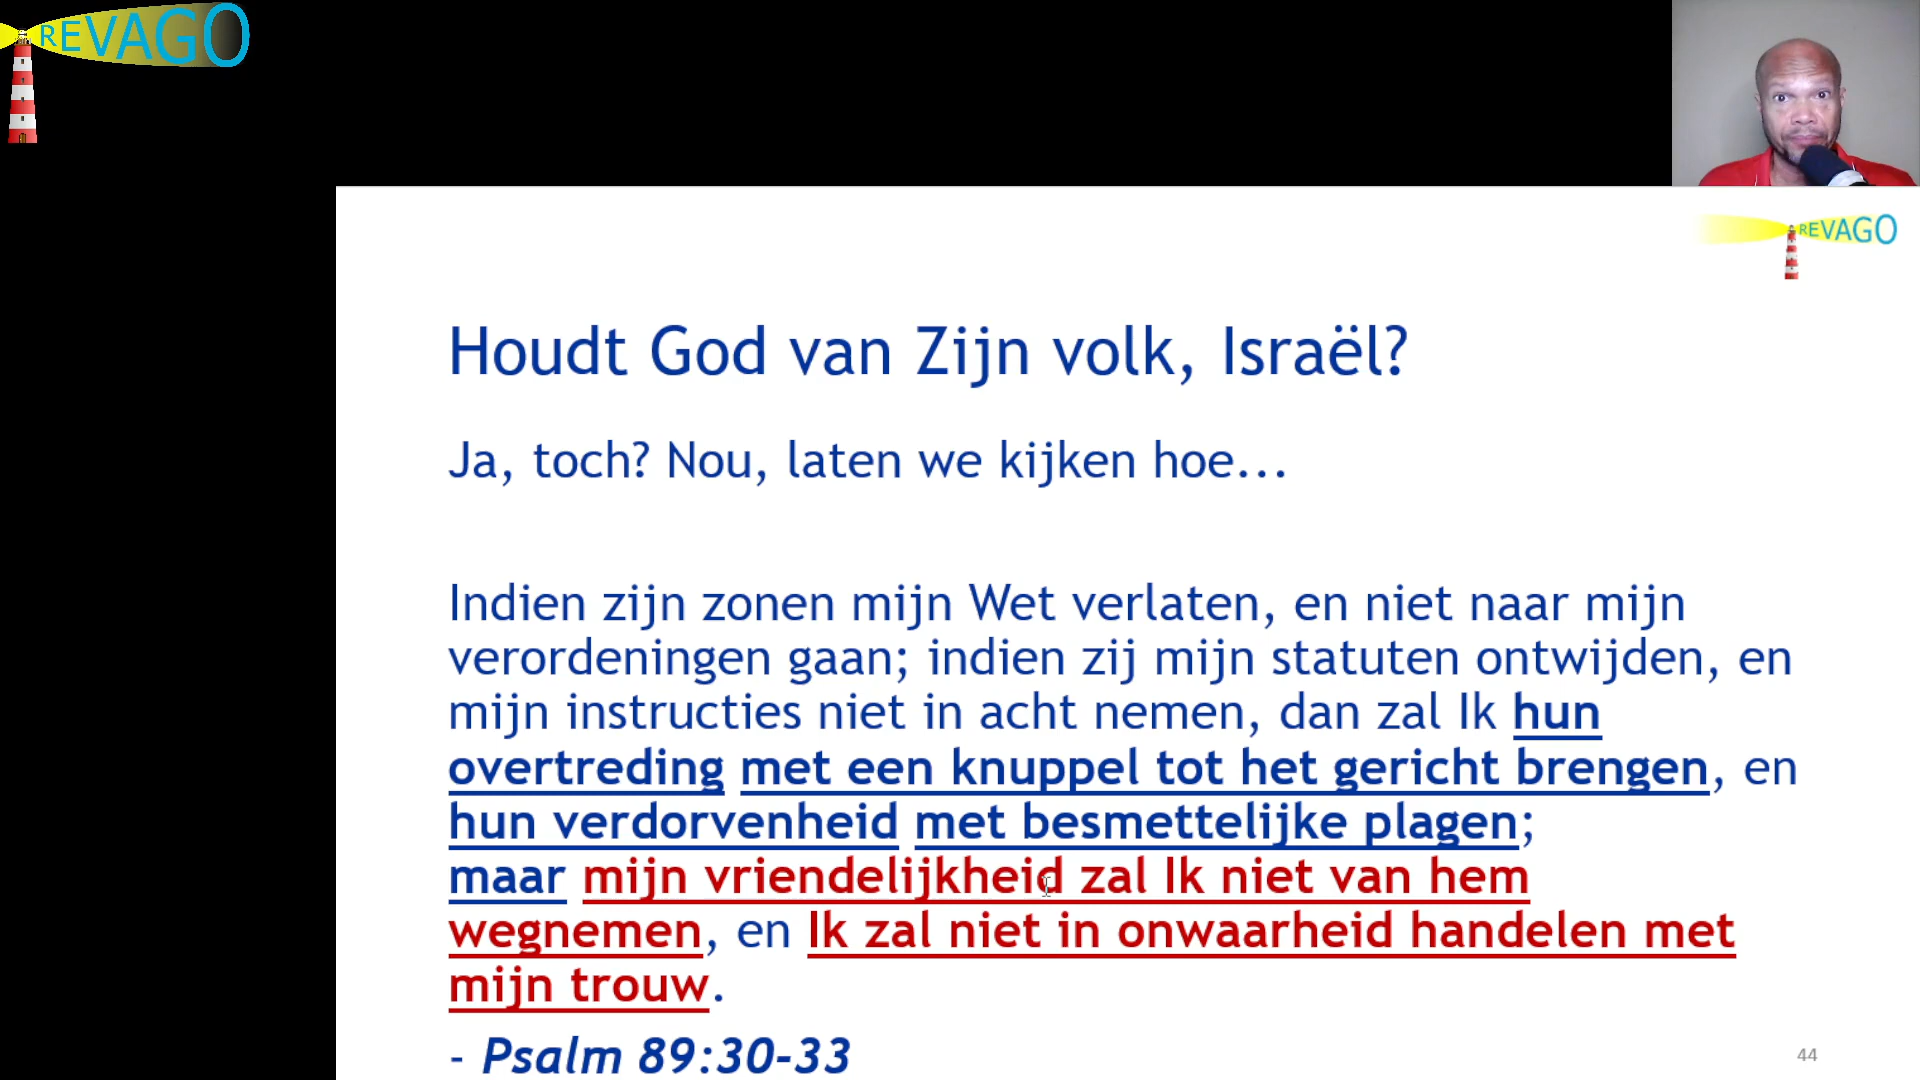 REVAGO
REVAGO
Houdt God van Zijn volk, Israël?
Ja, toch? Nou, laten we kijken hoe...
Indien zijn zonen mijn Wet verlaten, en niet naar mijn
verordeningen gaan; indien zij mijn statuten ontwijden, en
mijn instructies niet in acht nemen, dan zal Ik hun
overtreding met een knuppel tot het gericht brengen, en
hun verdorvenheid met besmettelijke plagen;
maar mijn vriendelijkheid zal Ik niet van hem
wegnemen, en Ik zal niet in onwaarheid handelen met
mijn trouw.
- Psalm 89:30-33
44